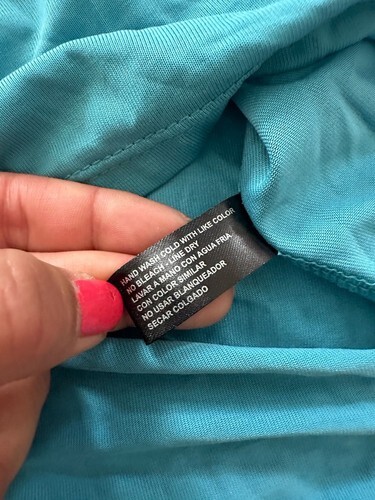 HAND WASH COLD WITH LIKE COLOR
NO BLEACH - LINE DRY
LAVAR A MANO CON AGUA FRIA
CON COLOR SIMILAR
NO USAR BLANQUEADOR
SECAR COLGADO